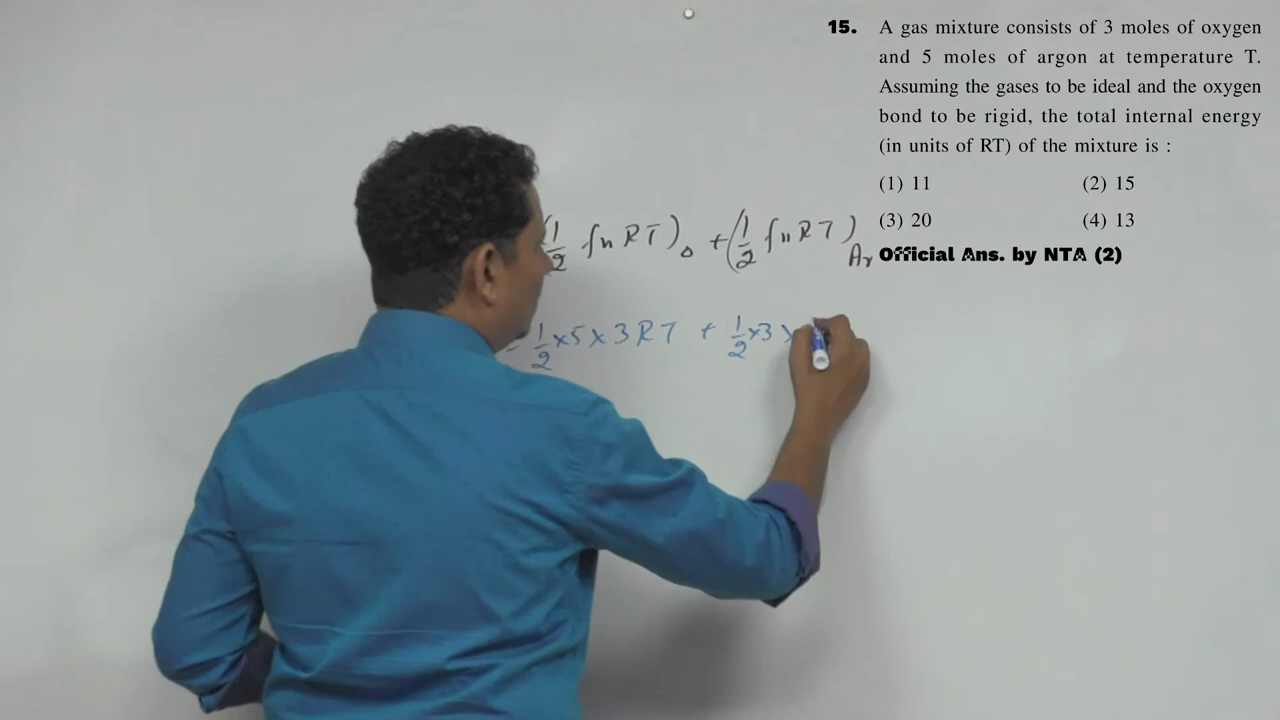 15. A gas mixture consists of 3 moles of oxygen
and 5 moles of argon at temperature T.
Assuming the gases to be ideal and the oxygen
bond to be rigid, the total internal energy
(in units of RT) of the mixture is :
(1) 11 (2) 15
(3) 20 (4) 13
Official Ans. by NTA (2)
(1/2 fnRT)o + (1/2 fnRT)Ar
= 1/2 × 5 × 3RT + 1/2 × 3 ×